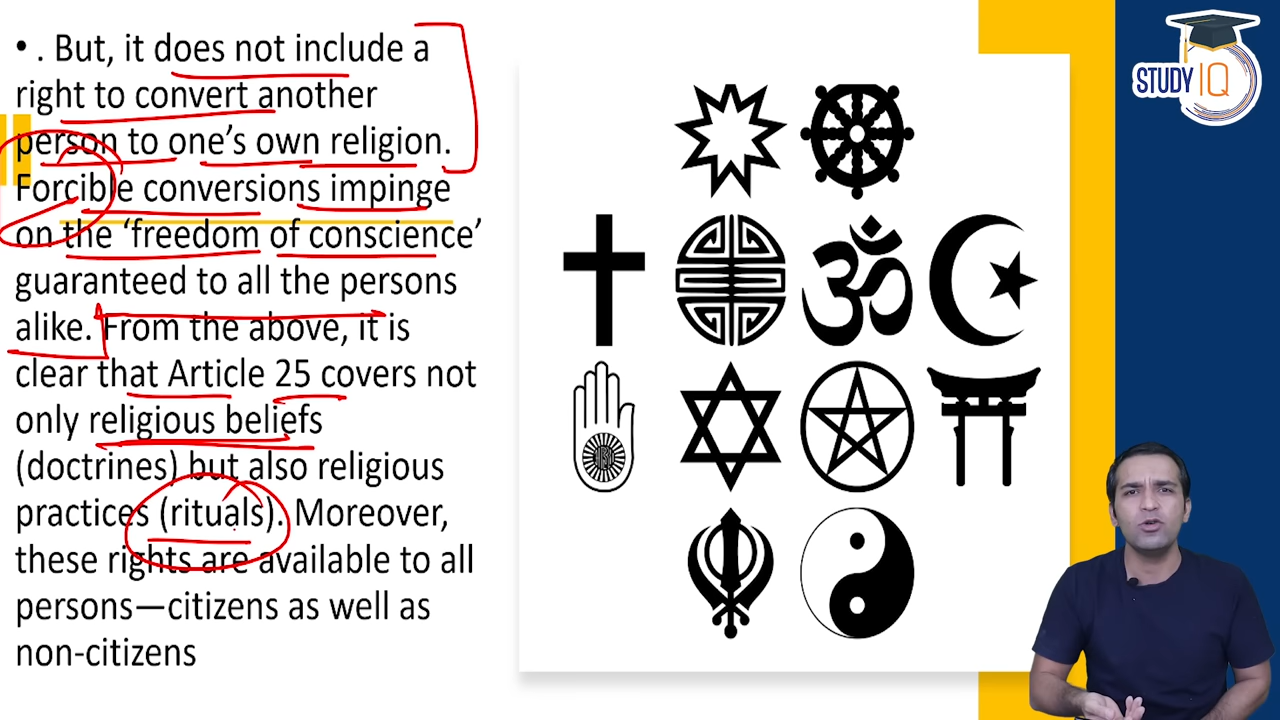 • . But, it does not include a
right to convert another
person to one’s own religion.
Forcible conversions impinge
on the ‘freedom of conscience’
guaranteed to all the persons
alike. From the above, it is
clear that Article 25 covers not
only religious beliefs
(doctrines) but also religious
practices (rituals). Moreover,
these rights are available to all
persons—citizens as well as
non-citizens
STUDY IQ